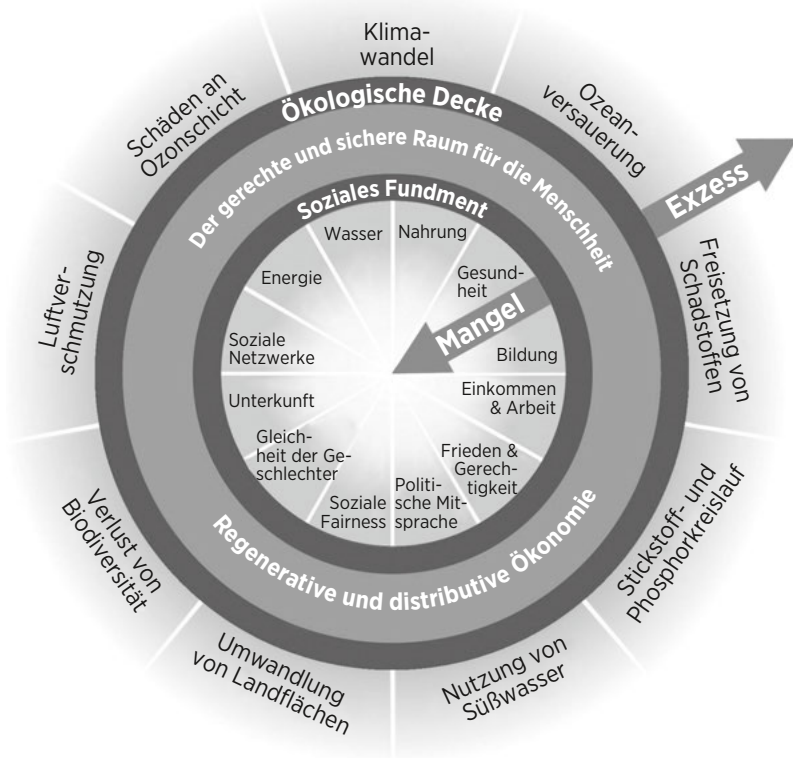 Klima-
wandel
Ozean-
versauerung
Freisetzung von
Schadstoffen
Stickstoff- und
Phosphorkreislauf
Nutzung von
Süßwasser
Umwandlung
von Landflächen
Verlust von
Biodiversität
Luftver-
schmutzung
Schäden an
Ozonschicht
Exzess
Ökologische Decke
Der gerechte und sichere Raum für die Menschheit
Soziales Fundment
Wasser
Nahrung
Gesund-
heit
Mangel
Bildung
Einkommen
& Arbeit
Frieden &
Gerech-
tigkeit
Politi-
sche Mit-
sprache
Soziale
Fairness
Gleich-
heit der Ge-
schlechter
Unterkunft
Soziale
Netzwerke
Energie
Regenerative und distributive Ökonomie